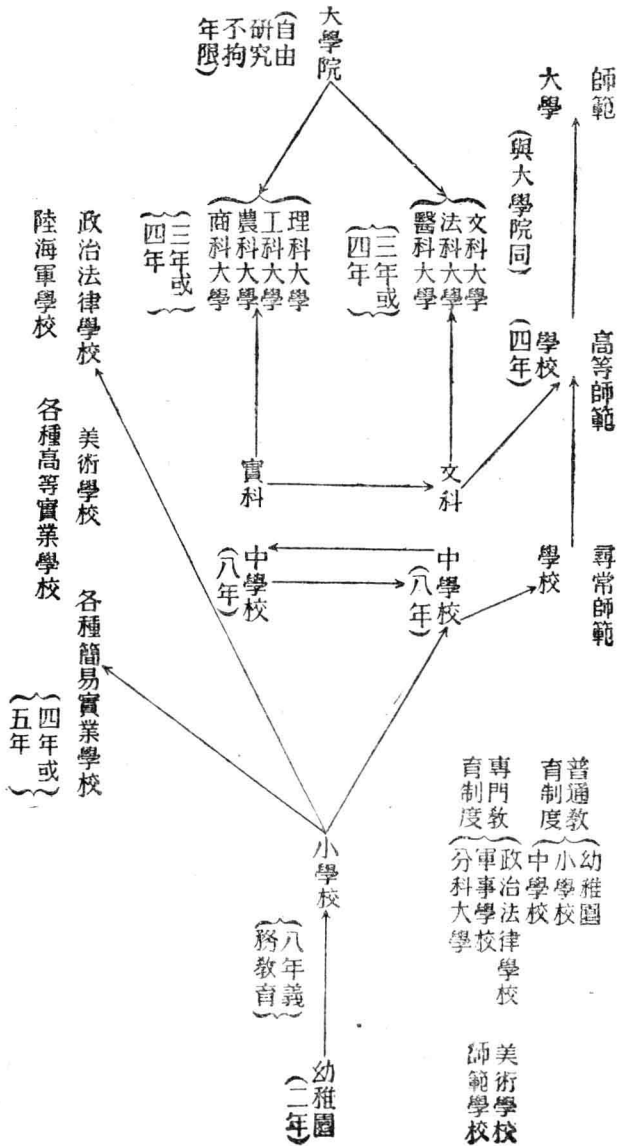 師範
大學
(與大學院同)
高等師範
學校
(四年)
尋常師範
學校
普通教
育制度
幼稚園
小學校
中學校
專門教
育制度
政治法律學校
軍事學校
分科大學
美術學校
師範學校
大學院
(自由
研究
不拘
年限)
文科大學
法科大學
醫科大學
三年或
四年
理科大學
工科大學
農科大學
商科大學
三年或
四年
文科
中學校
(八年)
實科
中學校
(八年)
小學校
八年義
務教育
幼稚園
(二年)
政治法律學校
美術學校
各種簡易實業學校
陸海軍學校
各種高等實業學校
四年或
五年